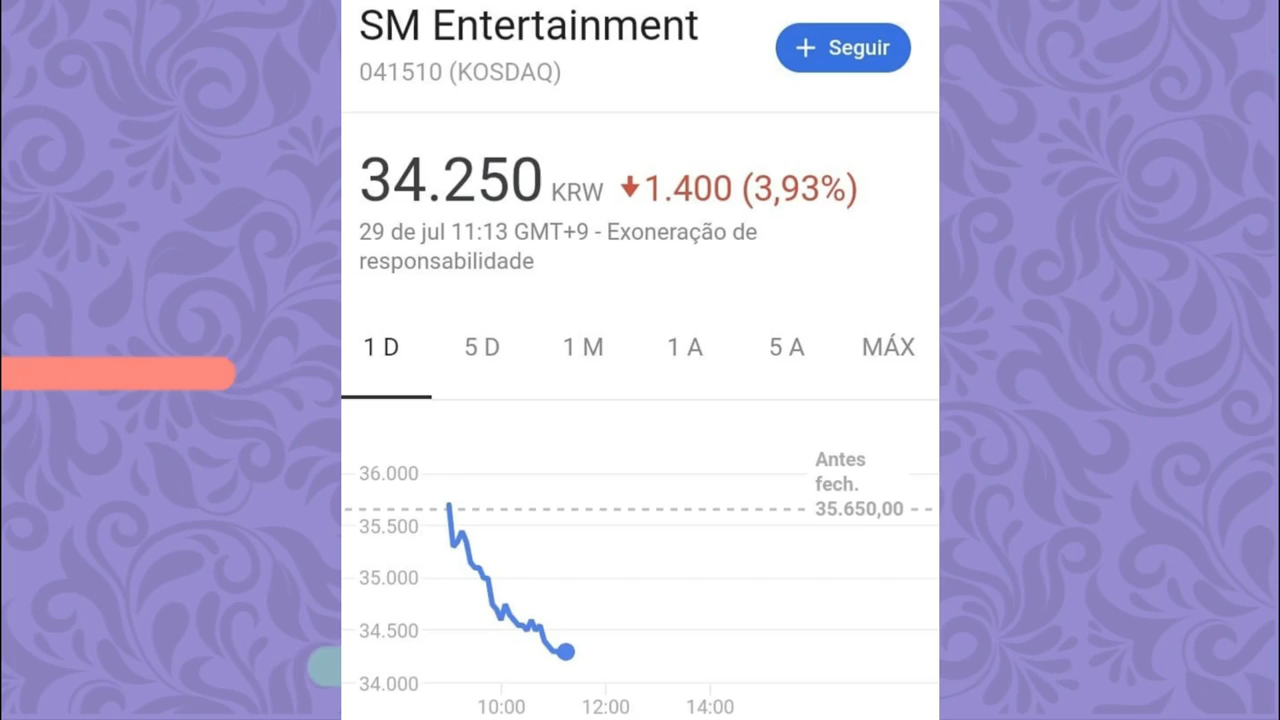 SM Entertainment
+ Seguir
041510 (KOSDAQ)
34.250 KRW ↓1.400 (3,93%)
29 de jul 11:13 GMT+9 - Exoneração de
responsabilidade
1 D 5 D 1 M 1 A 5 A MÁX
Antes
fech.
35.650,00
36.000
35.500
35.000
34.500
34.000
10:00 12:00 14:00